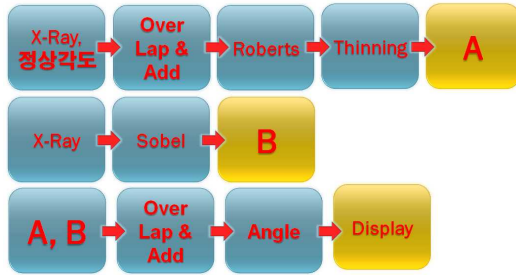 X-Ray,
정상각도
Over
Lap &
Add
Roberts
Thinning
A
X-Ray
Sobel
B
A, B
Over
Lap &
Add
Angle
Display